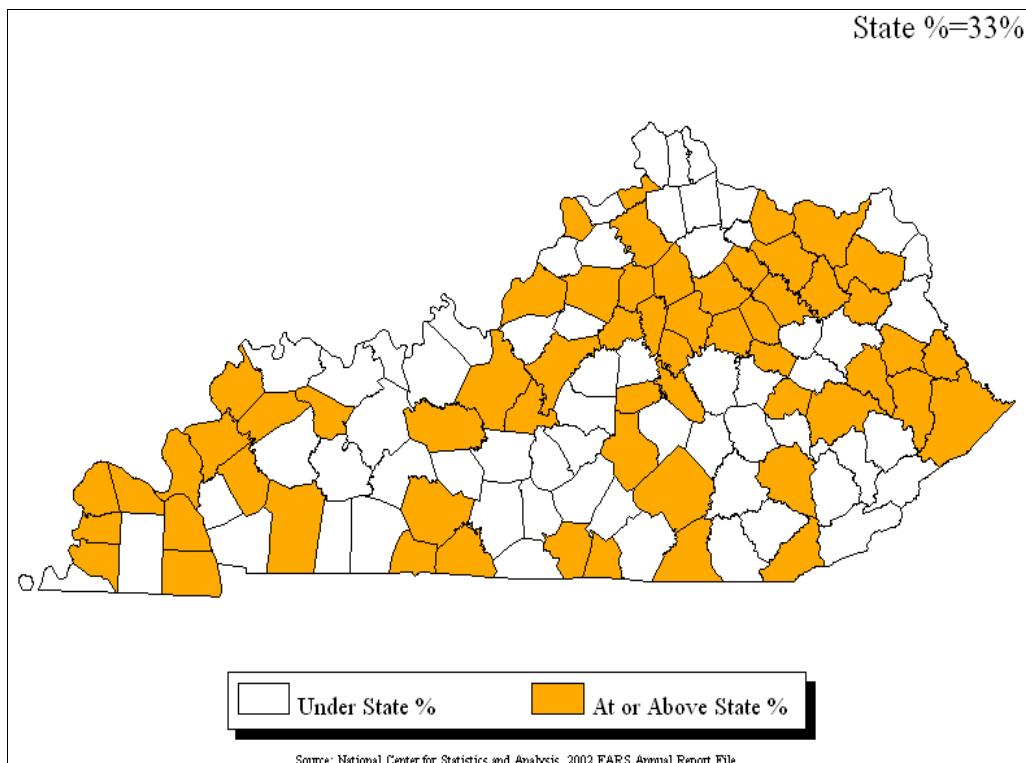 State %=33%
Under State %
At or Above State %
Source: National Center for Statistics and Analysis, 2002 FARS Annual Report File